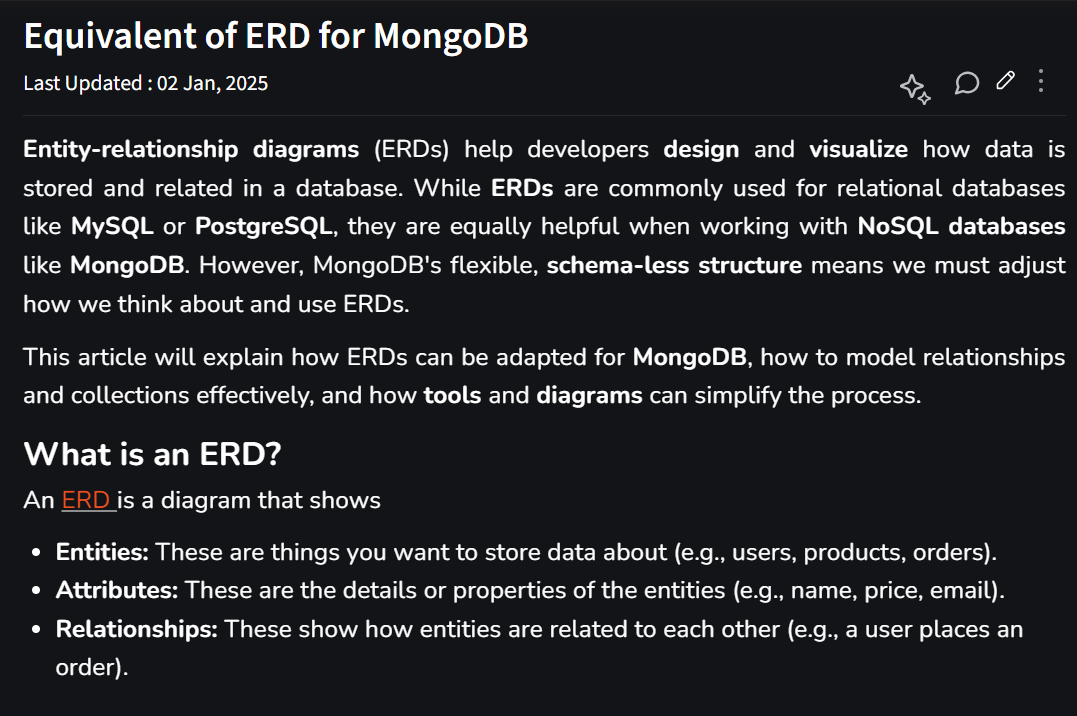 Equivalent of ERD for MongoDB
Last Updated : 02 Jan, 2025
Entity-relationship diagrams (ERDs) help developers design and visualize how data is
stored and related in a database. While ERDs are commonly used for relational databases
like MySQL or PostgreSQL, they are equally helpful when working with NoSQL databases
like MongoDB. However, MongoDB's flexible, schema-less structure means we must adjust
how we think about and use ERDs.
This article will explain how ERDs can be adapted for MongoDB, how to model relationships
and collections effectively, and how tools and diagrams can simplify the process.
What is an ERD?
An ERD is a diagram that shows
• Entities: These are things you want to store data about (e.g., users, products, orders).
• Attributes: These are the details or properties of the entities (e.g., name, price, email).
• Relationships: These show how entities are related to each other (e.g., a user places an
order).